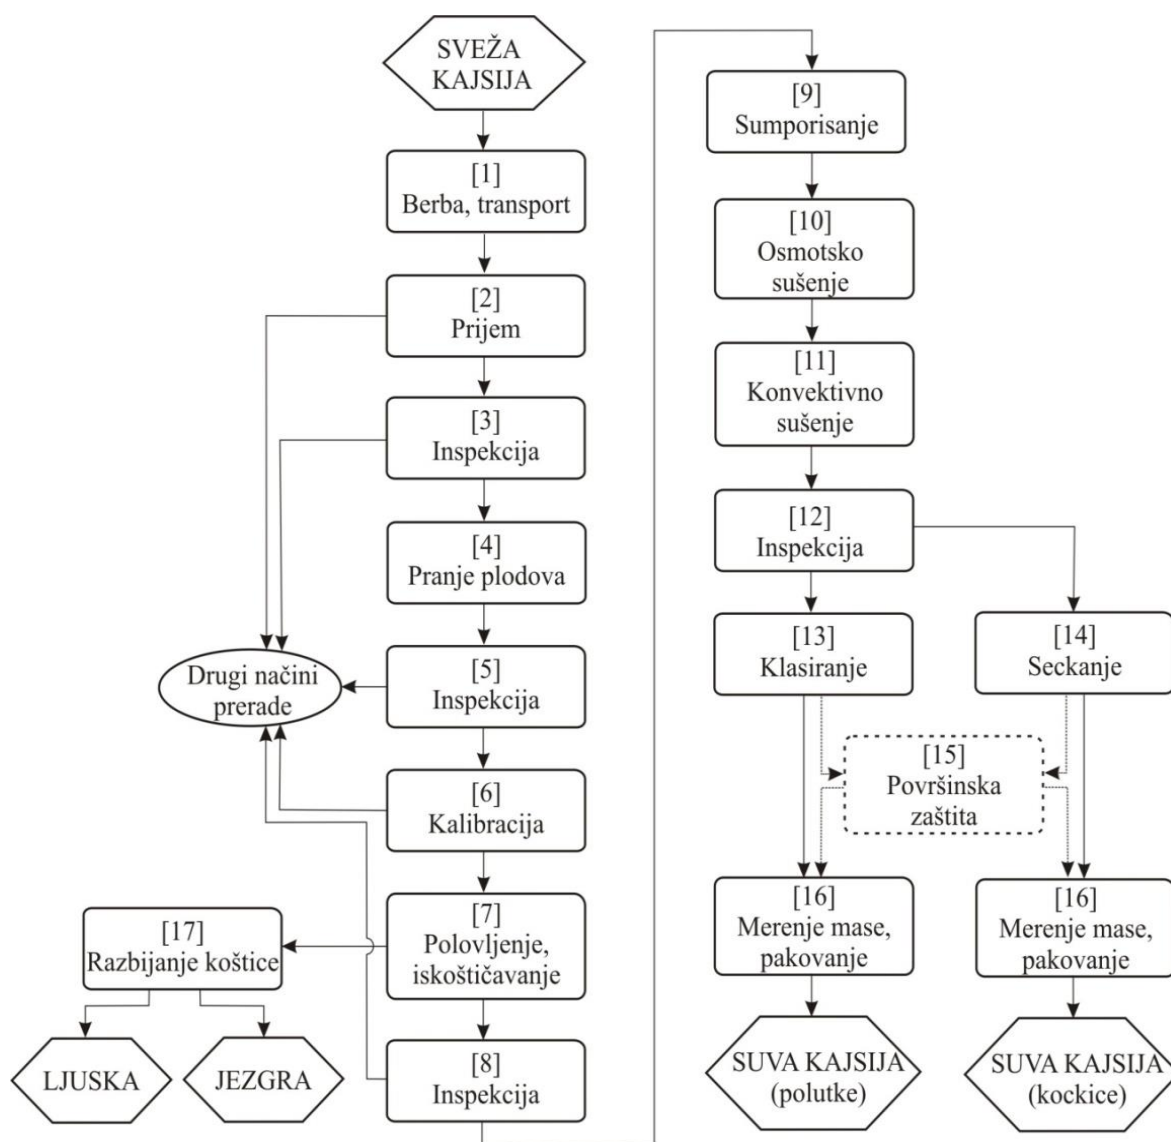 SVEŽA
KAJSIJA
[1]
Berba, transport
[2]
Prijem
[3]
Inspekcija
[4]
Pranje plodova
[5]
Inspekcija
Drugi načini
prerade
[6]
Kalibracija
[7]
Polovljenje,
iskoštičavanje
[17]
Razbijanje koštice
LJUSKA
JEZGRA
[8]
Inspekcija
[9]
Sumporisanje
[10]
Osmotsko
sušenje
[11]
Konvektivno
sušenje
[12]
Inspekcija
[13]
Klasiranje
[14]
Seckanje
[15]
Površinska
zaštita
[16]
Merenje mase,
pakovanje
[16]
Merenje mase,
pakovanje
SUVA KAJSIJA
(polutke)
SUVA KAJSIJA
(kockice)